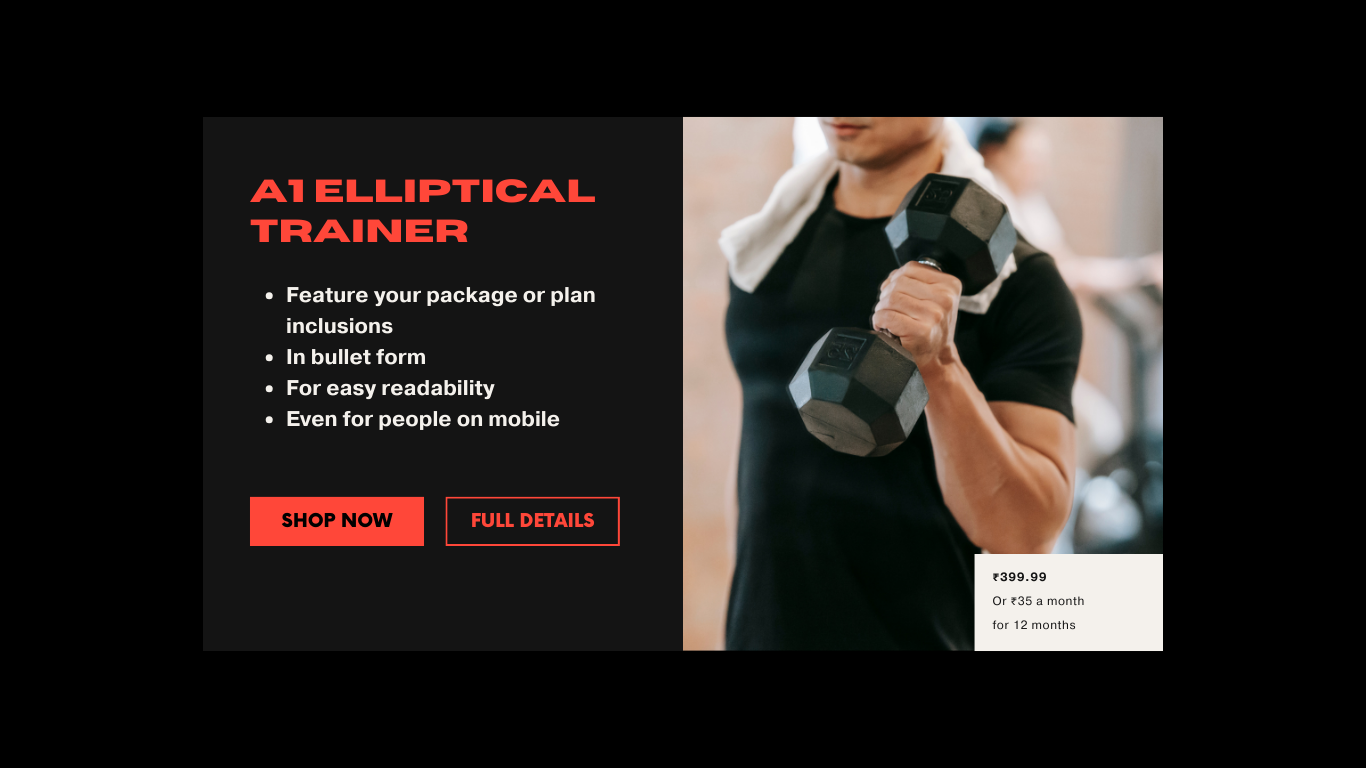 A1 ELLIPTICAL
TRAINER
• Feature your package or plan
inclusions
• In bullet form
• For easy readability
• Even for people on mobile
SHOP NOW
FULL DETAILS
₹399.99
Or ₹35 a month
for 12 months